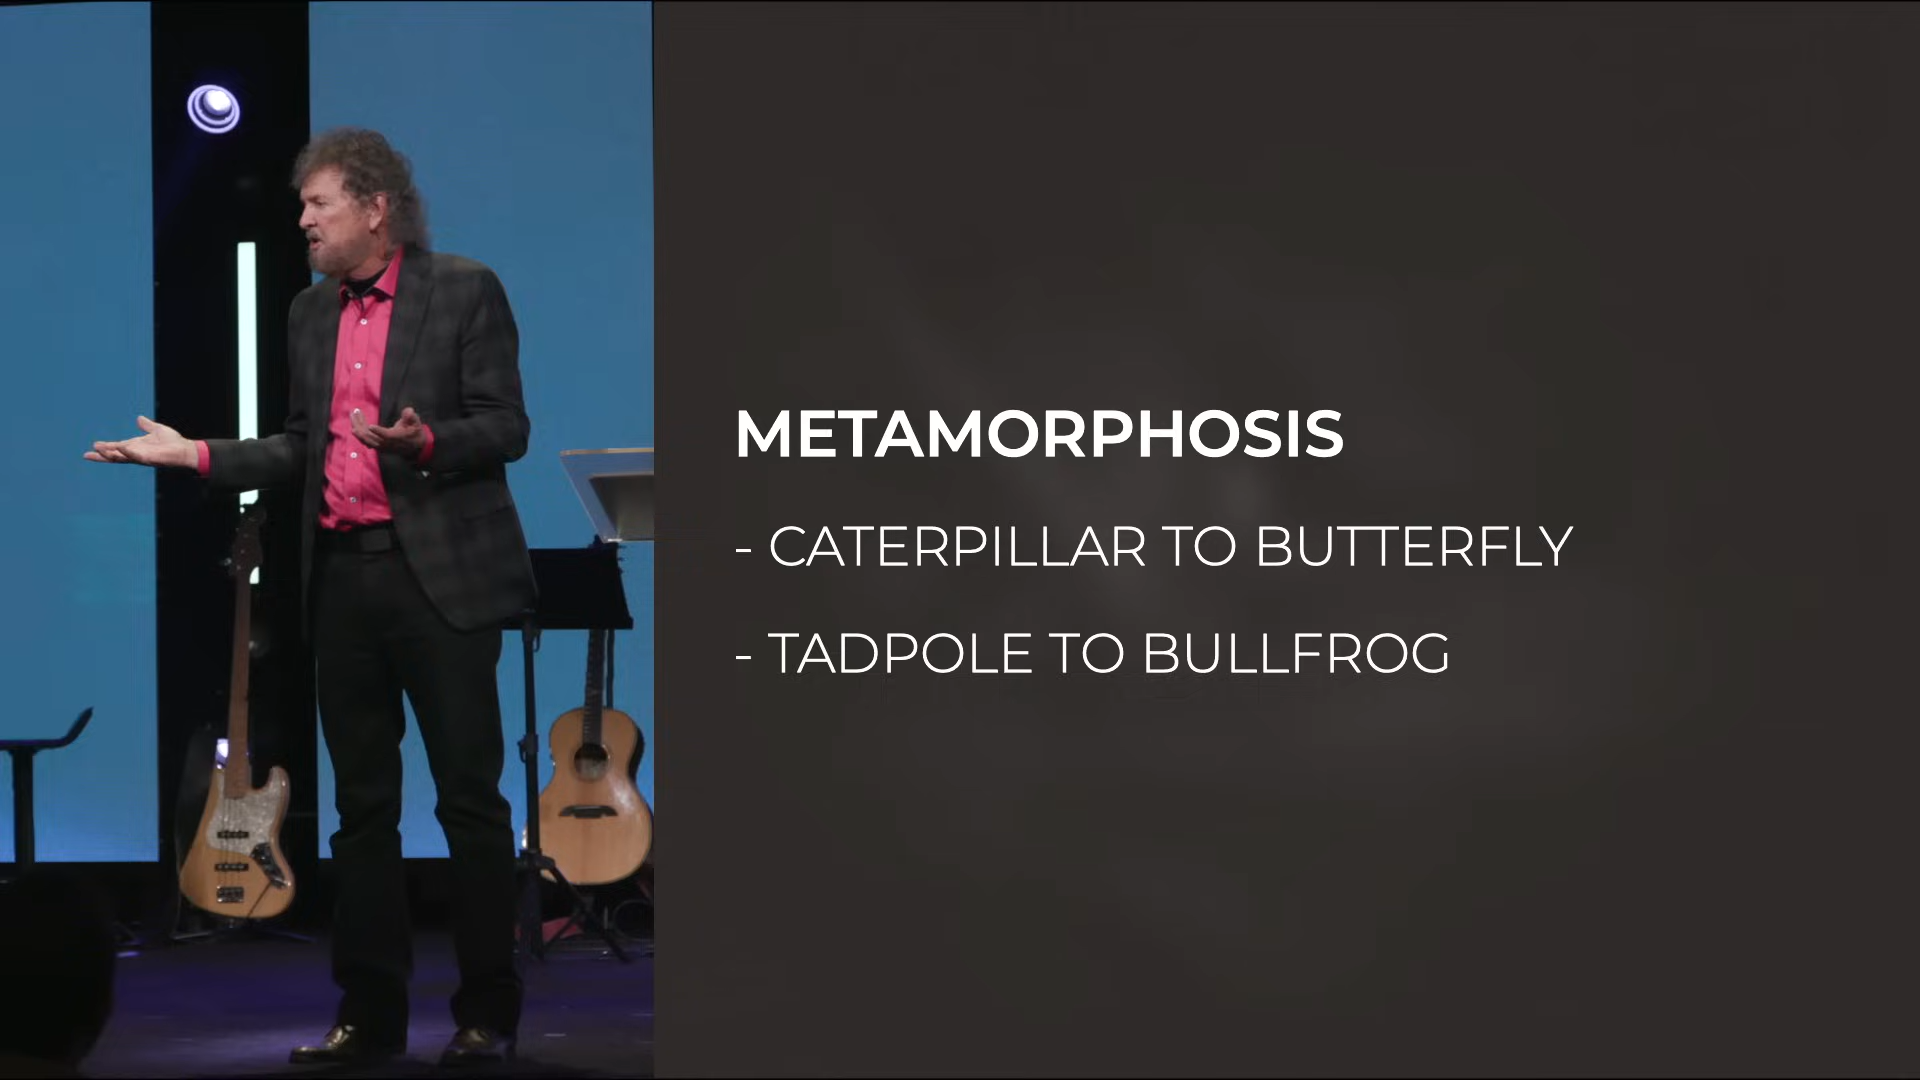 METAMORPHOSIS
- CATERPILLAR TO BUTTERFLY
- TADPOLE TO BULLFROG